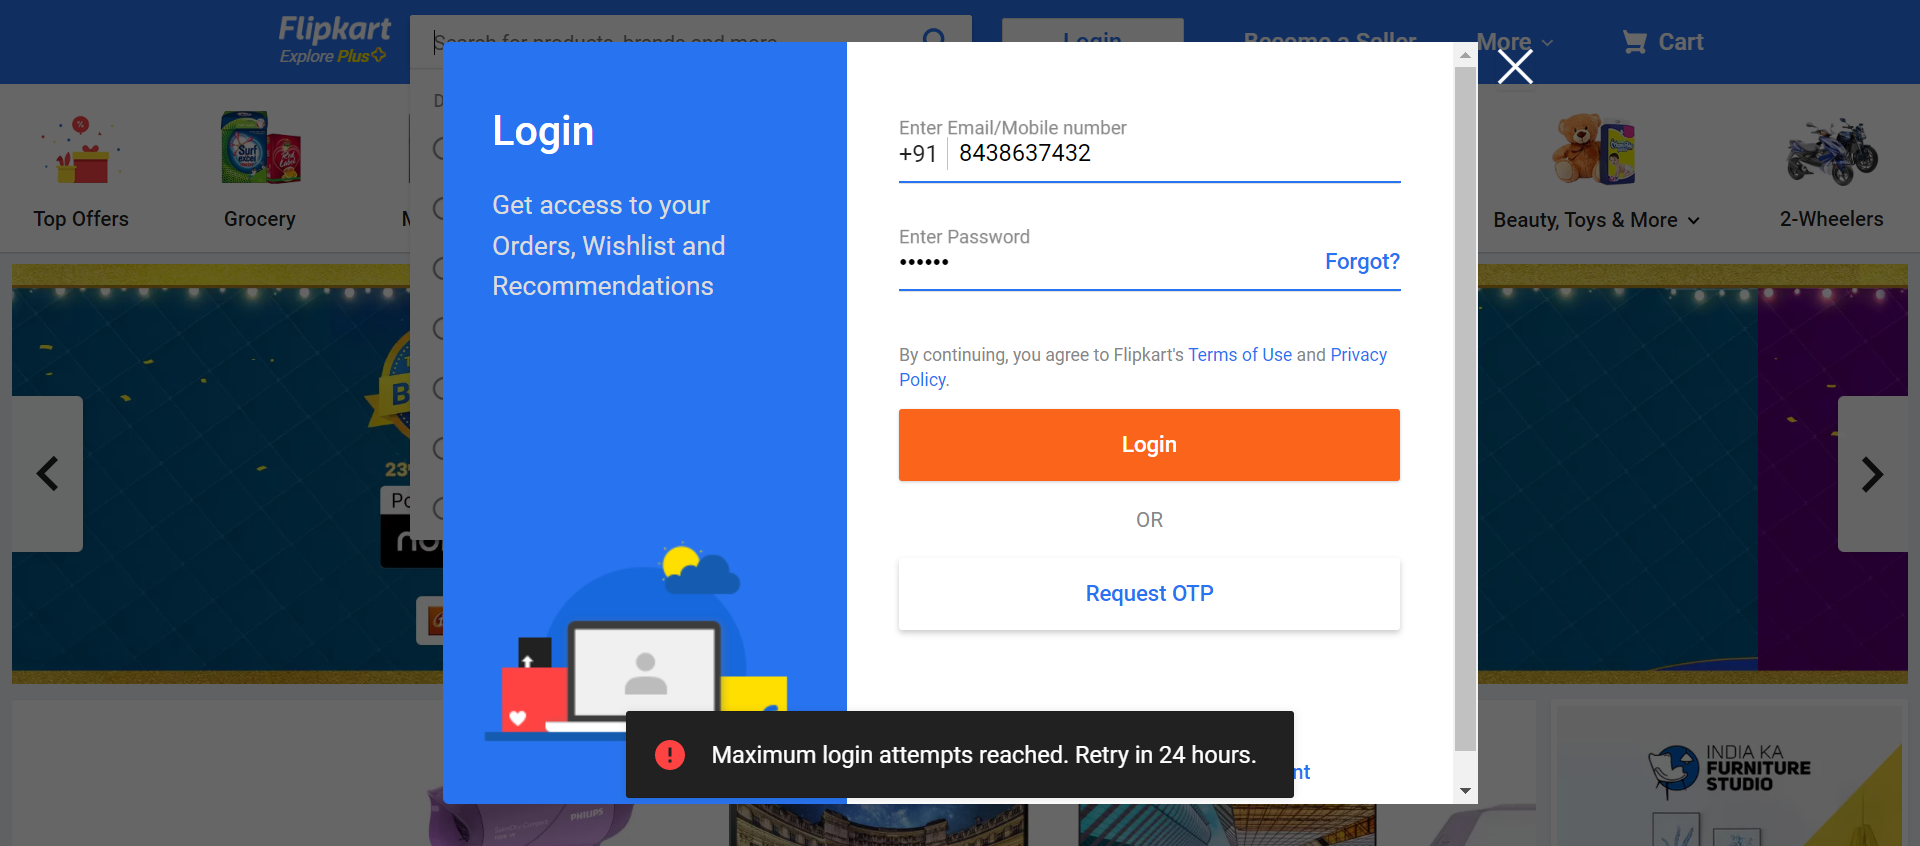 Flipkart
Explore Plus
Search for products, brands and more
Login
Become a Seller
More
Cart
Top Offers
Grocery
Beauty, Toys & More
2-Wheelers
Login
Get access to your
Orders, Wishlist and
Recommendations
Enter Email/Mobile number
+91 8438637432
Enter Password
••••••
Forgot?
By continuing, you agree to Flipkart's Terms of Use and Privacy
Policy.
Login
OR
Request OTP
Maximum login attempts reached. Retry in 24 hours.
PHILIPS
INDIA KA
FURNITURE
STUDIO